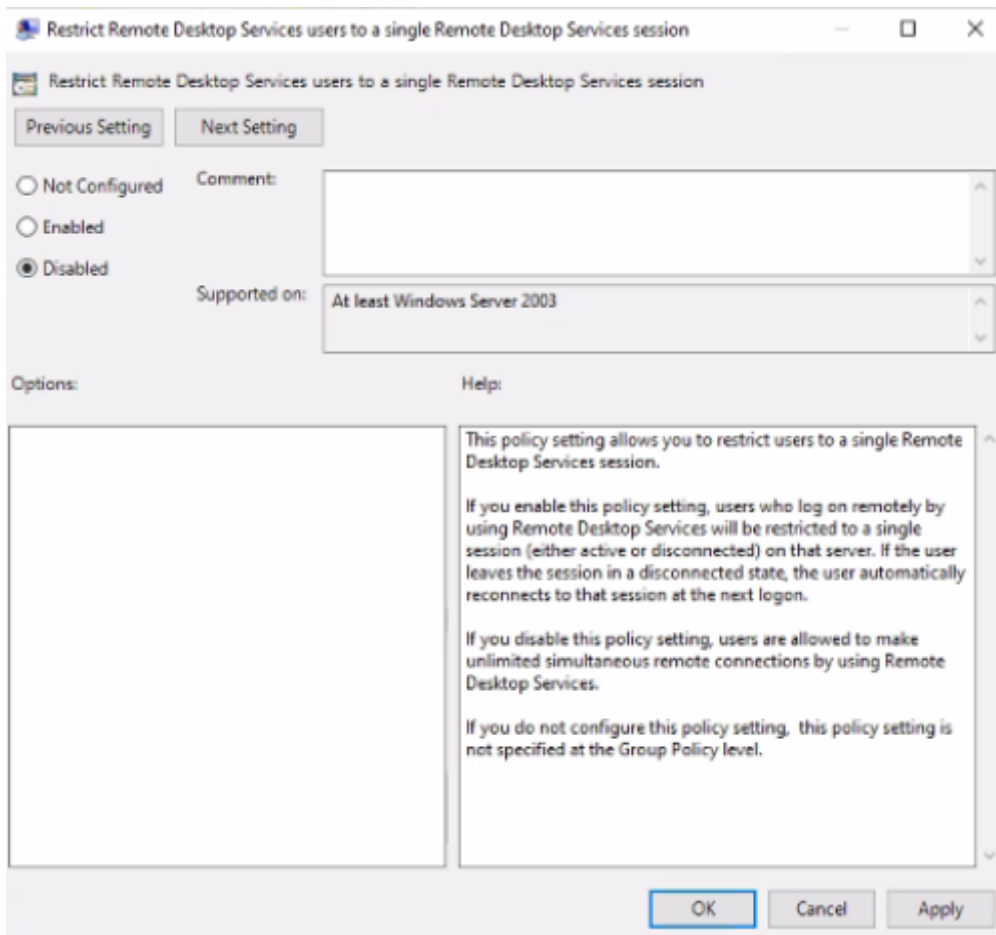 Restrict Remote Desktop Services users to a single Remote Desktop Services session
Restrict Remote Desktop Services users to a single Remote Desktop Services session
Previous Setting
Next Setting
Not Configured
Comment:
Enabled
Disabled
Supported on:
At least Windows Server 2003
Options:
Help:
This policy setting allows you to restrict users to a single Remote
Desktop Services session.
If you enable this policy setting, users who log on remotely by
using Remote Desktop Services will be restricted to a single
session (either active or disconnected) on that server. If the user
leaves the session in a disconnected state, the user automatically
reconnects to that session at the next logon.
If you disable this policy setting, users are allowed to make
unlimited simultaneous remote connections by using Remote
Desktop Services.
If you do not configure this policy setting,  this policy setting is
not specified at the Group Policy level.
OK
Cancel
Apply